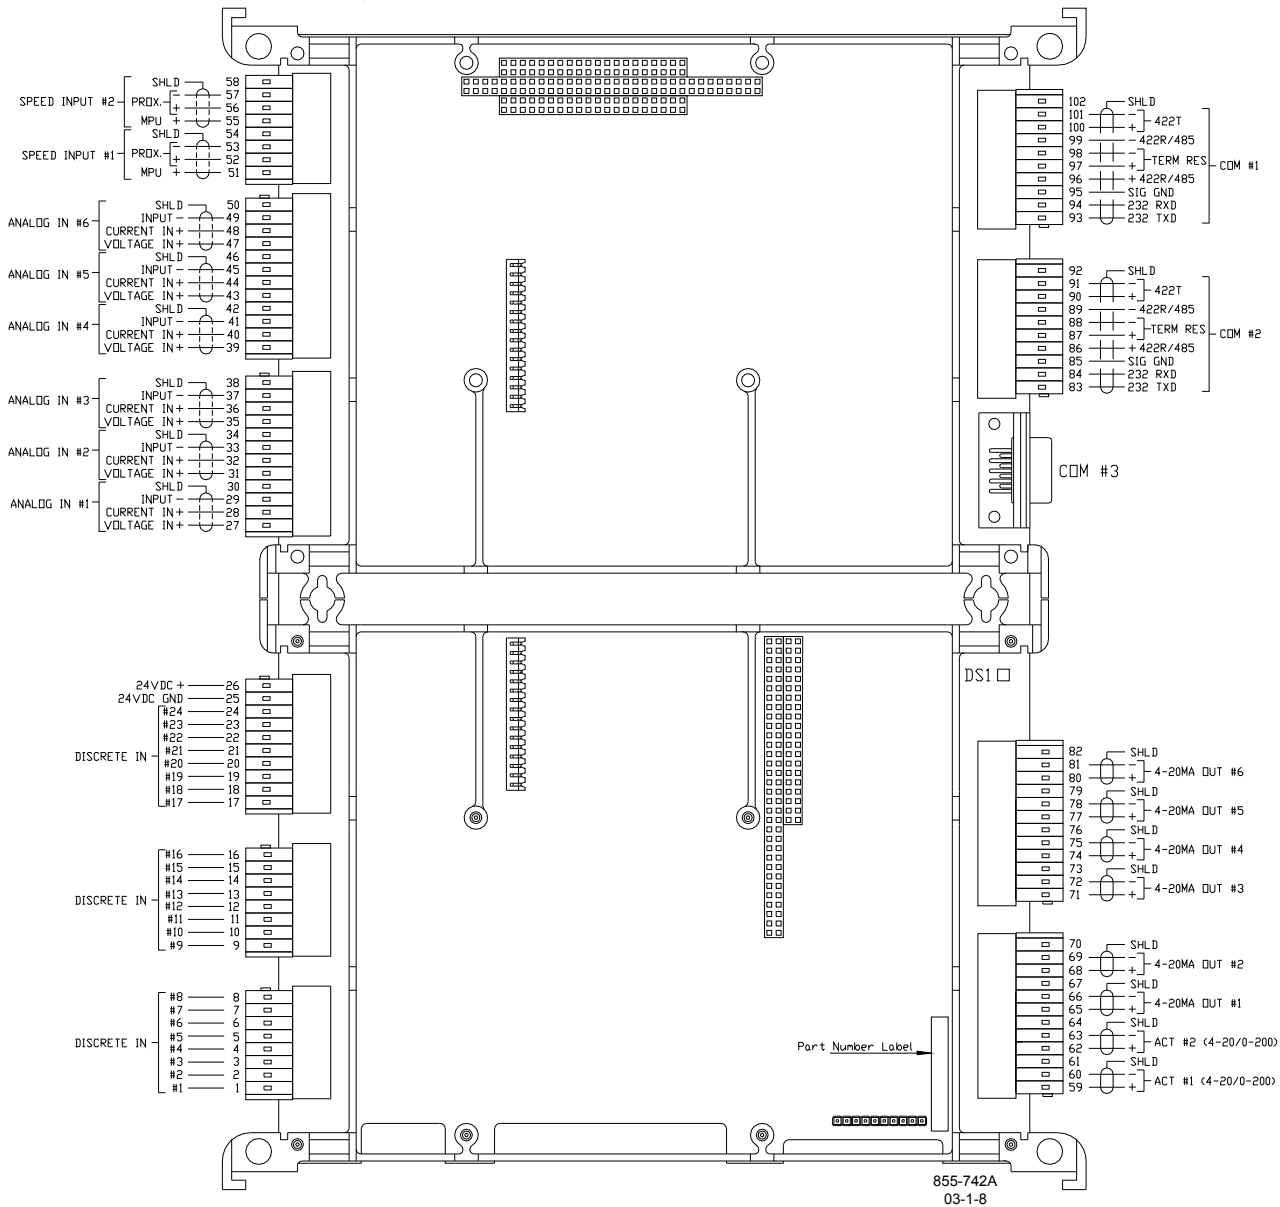 SPEED INPUT #2
SHLD 58
PROX. - 57
+ 56
MPU + 55
SPEED INPUT #1
SHLD 54
PROX. - 53
+ 52
MPU + 51
ANALOG IN #6
SHLD 50
INPUT - 49
CURRENT IN+ 48
VOLTAGE IN+ 47
ANALOG IN #5
SHLD 46
INPUT - 45
CURRENT IN+ 44
VOLTAGE IN+ 43
ANALOG IN #4
SHLD 42
INPUT - 41
CURRENT IN+ 40
VOLTAGE IN+ 39
ANALOG IN #3
SHLD 38
INPUT - 37
CURRENT IN+ 36
VOLTAGE IN+ 35
ANALOG IN #2
SHLD 34
INPUT - 33
CURRENT IN+ 32
VOLTAGE IN+ 31
ANALOG IN #1
SHLD 30
INPUT - 29
CURRENT IN+ 28
VOLTAGE IN+ 27
24VDC + 26
24VDC GND 25
DISCRETE IN
#24 24
#23 23
#22 22
#21 21
#20 20
#19 19
#18 18
#17 17
DISCRETE IN
#16 16
#15 15
#14 14
#13 13
#12 12
#11 11
#10 10
#9 9
DISCRETE IN
#8 8
#7 7
#6 6
#5 5
#4 4
#3 3
#2 2
#1 1
102 SHLD
101 - 422T
100 +
99 - 422R/485
98 - TERM RES
97 +
96 + 422R/485
95 SIG GND
94 232 RXD
93 232 TXD
COM #1
92 SHLD
91 - 422T
90 +
89 - 422R/485
88 - TERM RES
87 +
86 + 422R/485
85 SIG GND
84 232 RXD
83 232 TXD
COM #2
COM #3
DS1
82 SHLD
81 - 4-20MA OUT #6
80 +
79 SHLD
78 - 4-20MA OUT #5
77 +
76 SHLD
75 - 4-20MA OUT #4
74 +
73 SHLD
72 - 4-20MA OUT #3
71 +
70 SHLD
69 - 4-20MA OUT #2
68 +
67 SHLD
66 - 4-20MA OUT #1
65 +
64 SHLD
63 - ACT #2 (4-20/0-200)
62 +
61 SHLD
60 - ACT #1 (4-20/0-200)
59 +
Part Number Label
855-742A
03-1-8